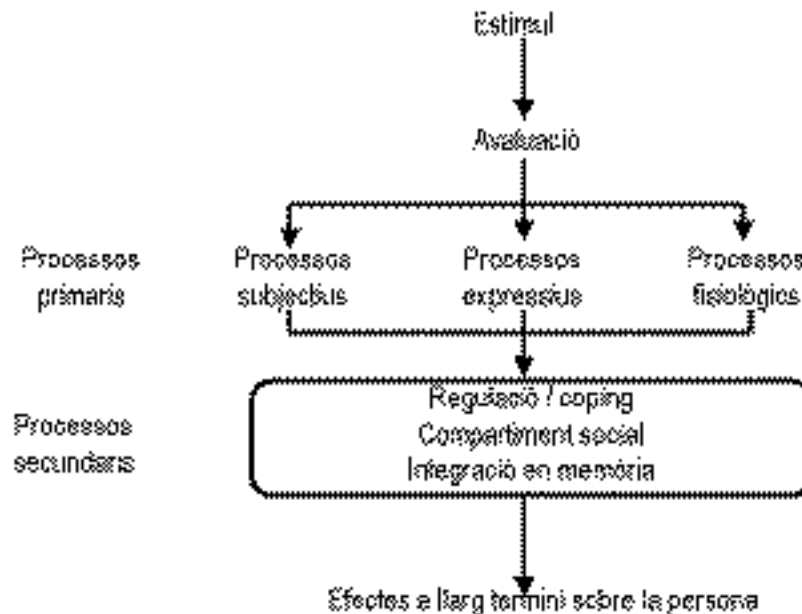 Estímul
Avaluació
Processos
primaris
Processos
subjectius
Processos
expressius
Processos
fisiològics
Processos
secundaris
Regulació / coping
Compartiment social
Integració en memòria
Efectes a llarg termini sobre la persona